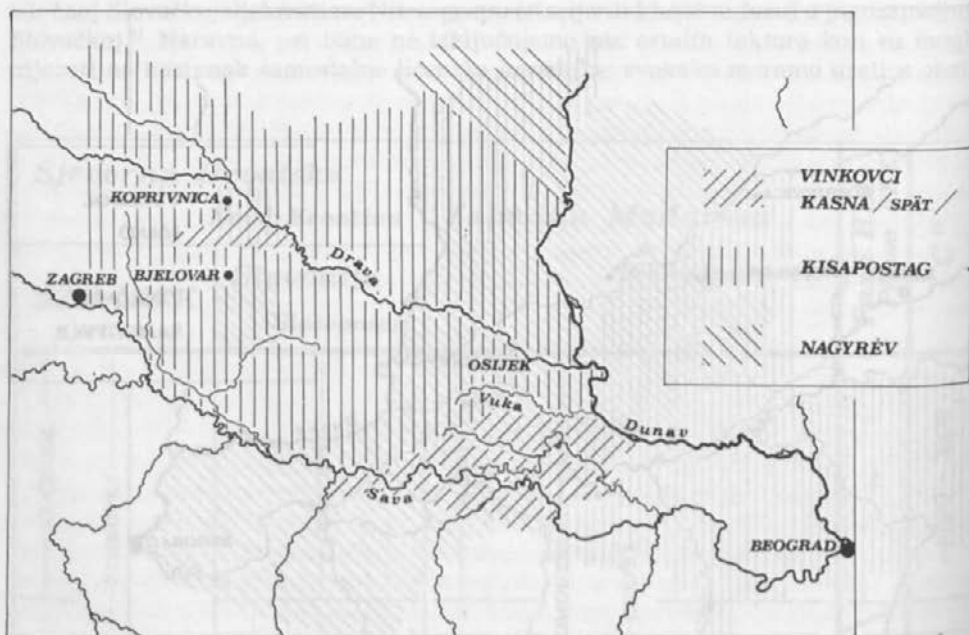 VINKOVCI
KASNA / SPÄT /
KISAPOSTAG
NAGYRÉV
KOPRIVNICA
ZAGREB
BJELOVAR
Drava
OSIJEK
Vuka
Dunav
Sava
BEOGRAD